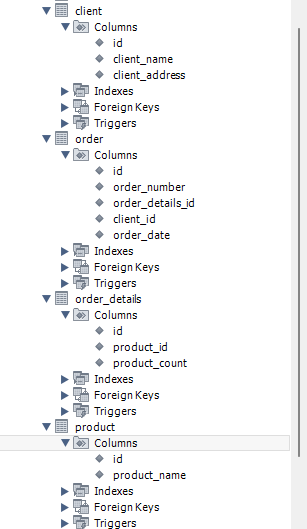 client
Columns
id
client_name
client_address
Indexes
Foreign Keys
Triggers
order
Columns
id
order_number
order_details_id
client_id
order_date
Indexes
Foreign Keys
Triggers
order_details
Columns
id
product_id
product_count
Indexes
Foreign Keys
Triggers
product
Columns
id
product_name
Indexes
Foreign Keys
Triggers